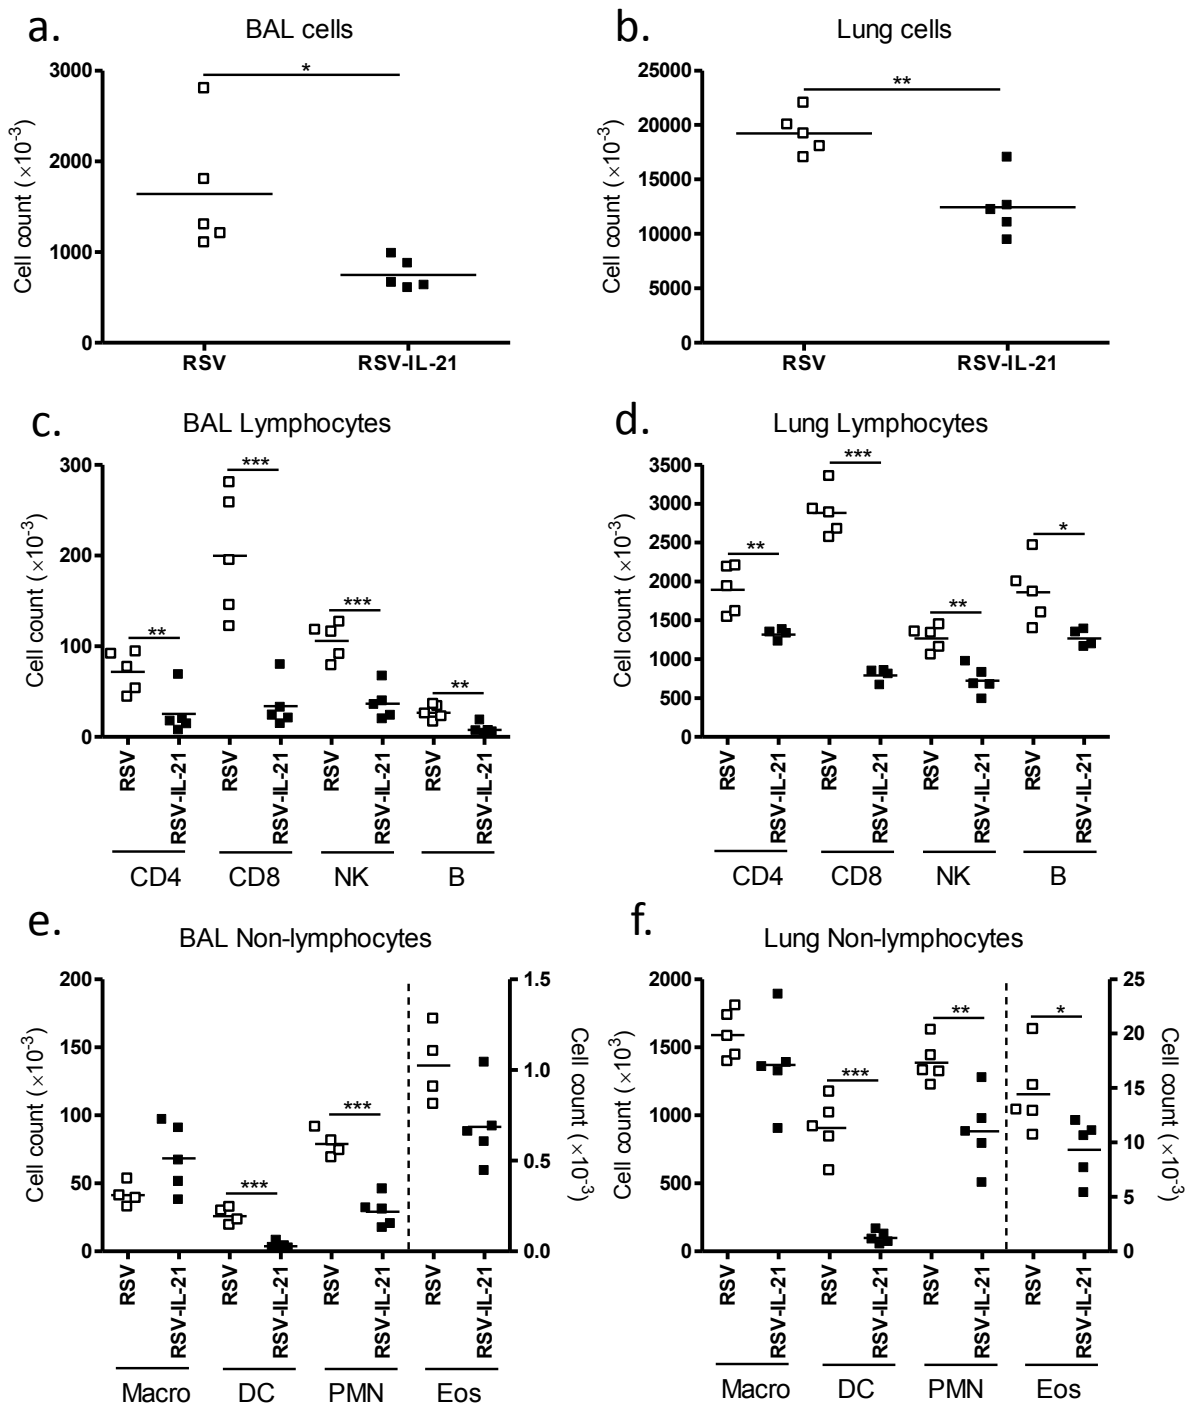 a. BAL cells
Cell count (×10-3)
3000
2000
1000
0
*
RSV RSV-IL-21
b. Lung cells
Cell count (×10-3)
25000
20000
15000
10000
5000
0
**
RSV RSV-IL-21
c. BAL Lymphocytes
Cell count (×10-3)
300
200
100
0
** *** *** **
RSV RSV-IL-21 RSV RSV-IL-21 RSV RSV-IL-21 RSV RSV-IL-21
CD4 CD8 NK B
d. Lung Lymphocytes
Cell count (×10-3)
3500
3000
2500
2000
1500
1000
500
0
** *** ** *
RSV RSV-IL-21 RSV RSV-IL-21 RSV RSV-IL-21 RSV RSV-IL-21
CD4 CD8 NK B
e. BAL Non-lymphocytes
Cell count (×10-3)
200
150
100
50
0
*** ***
1.5
1.0
0.5
0.0
Cell count (×10-3)
RSV RSV-IL-21 RSV RSV-IL-21 RSV RSV-IL-21 RSV RSV-IL-21
Macro DC PMN Eos
f. Lung Non-lymphocytes
Cell count (×103)
2000
1500
1000
500
0
*** ** *
25
20
15
10
5
0
Cell count (×10-3)
RSV RSV-IL-21 RSV RSV-IL-21 RSV RSV-IL-21 RSV RSV-IL-21
Macro DC PMN Eos